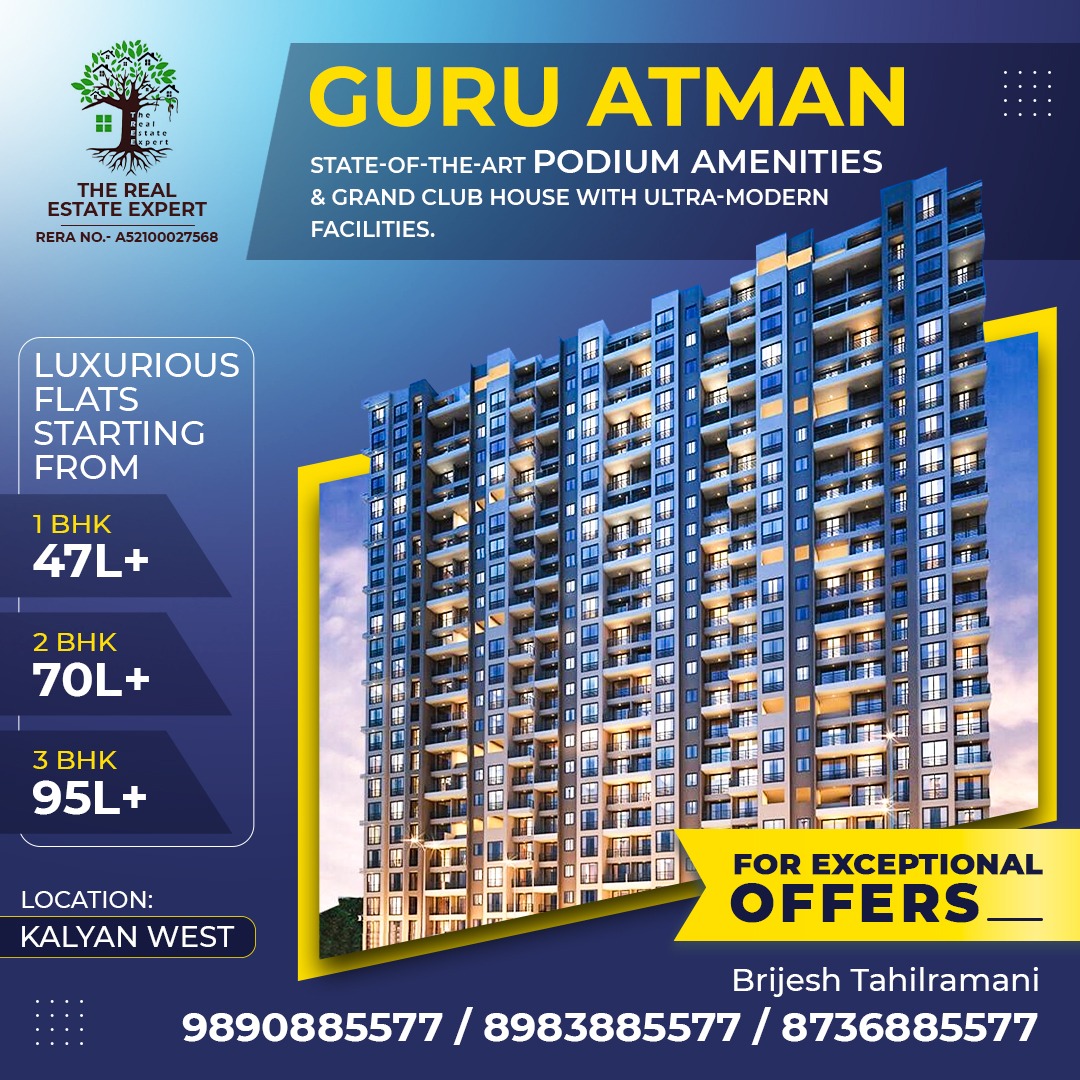 The
Real
Estate
Expert
THE REAL
ESTATE EXPERT
RERA NO.- A52100027568
GURU ATMAN
STATE-OF-THE-ART PODIUM AMENITIES
& GRAND CLUB HOUSE WITH ULTRA-MODERN
FACILITIES.
LUXURIOUS
FLATS
STARTING
FROM
1 BHK
47L+
2 BHK
70L+
3 BHK
95L+
LOCATION:
KALYAN WEST
FOR EXCEPTIONAL
OFFERS__
Brijesh Tahilramani
9890885577 / 8983885577 / 8736885577